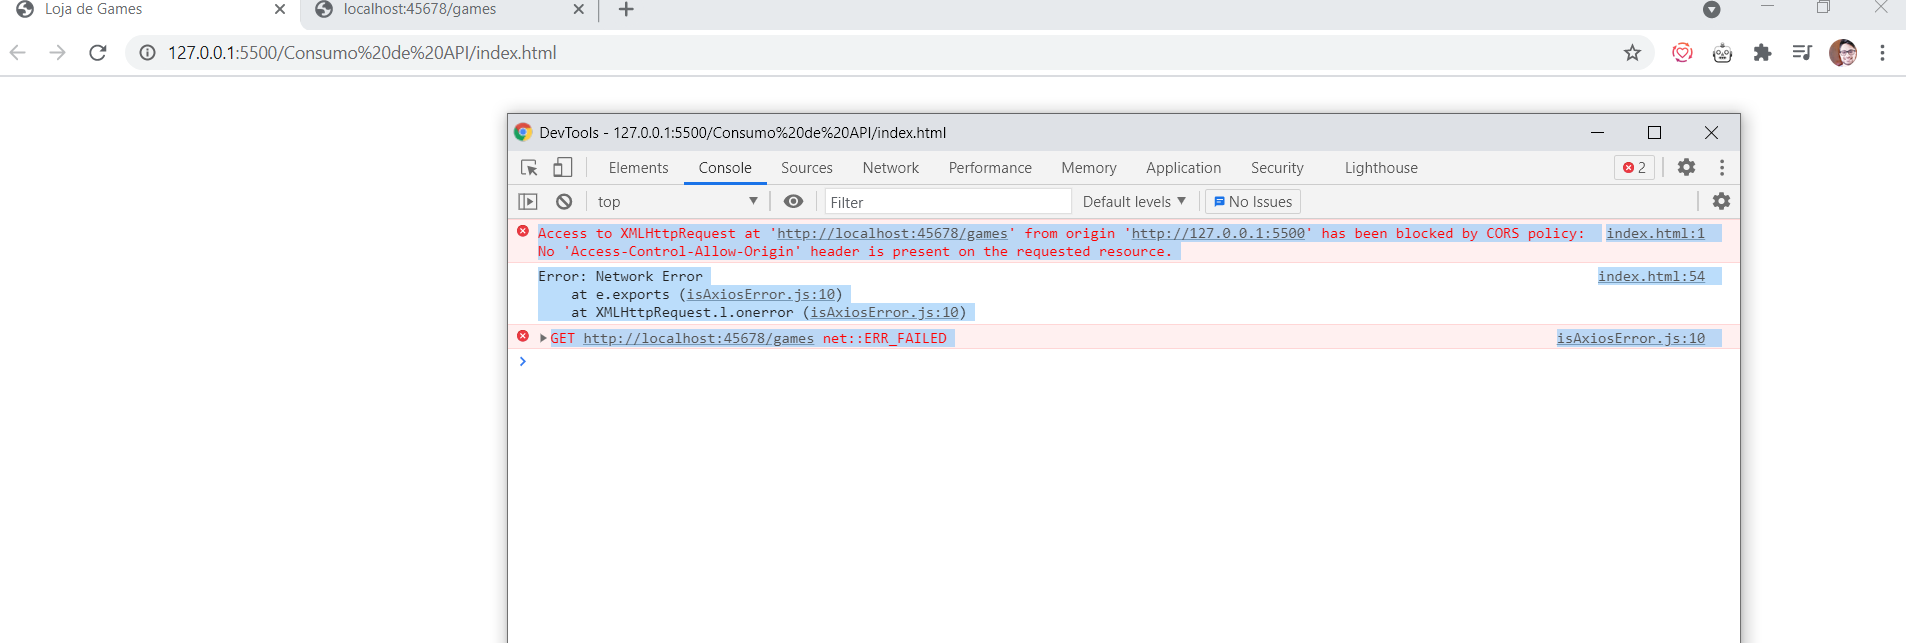 Loja de Games
localhost:45678/games
127.0.0.1:5500/Consumo%20de%20API/index.html
DevTools - 127.0.0.1:5500/Consumo%20de%20API/index.html
Elements Console Sources Network Performance Memory Application Security Lighthouse 2
top Filter Default levels No Issues
Access to XMLHttpRequest at 'http://localhost:45678/games' from origin 'http://127.0.0.1:5500' has been blocked by CORS policy: index.html:1
No 'Access-Control-Allow-Origin' header is present on the requested resource.
Error: Network Error index.html:54
at e.exports (isAxiosError.js:10)
at XMLHttpRequest.l.onerror (isAxiosError.js:10)
GET http://localhost:45678/games net::ERR_FAILED isAxiosError.js:10